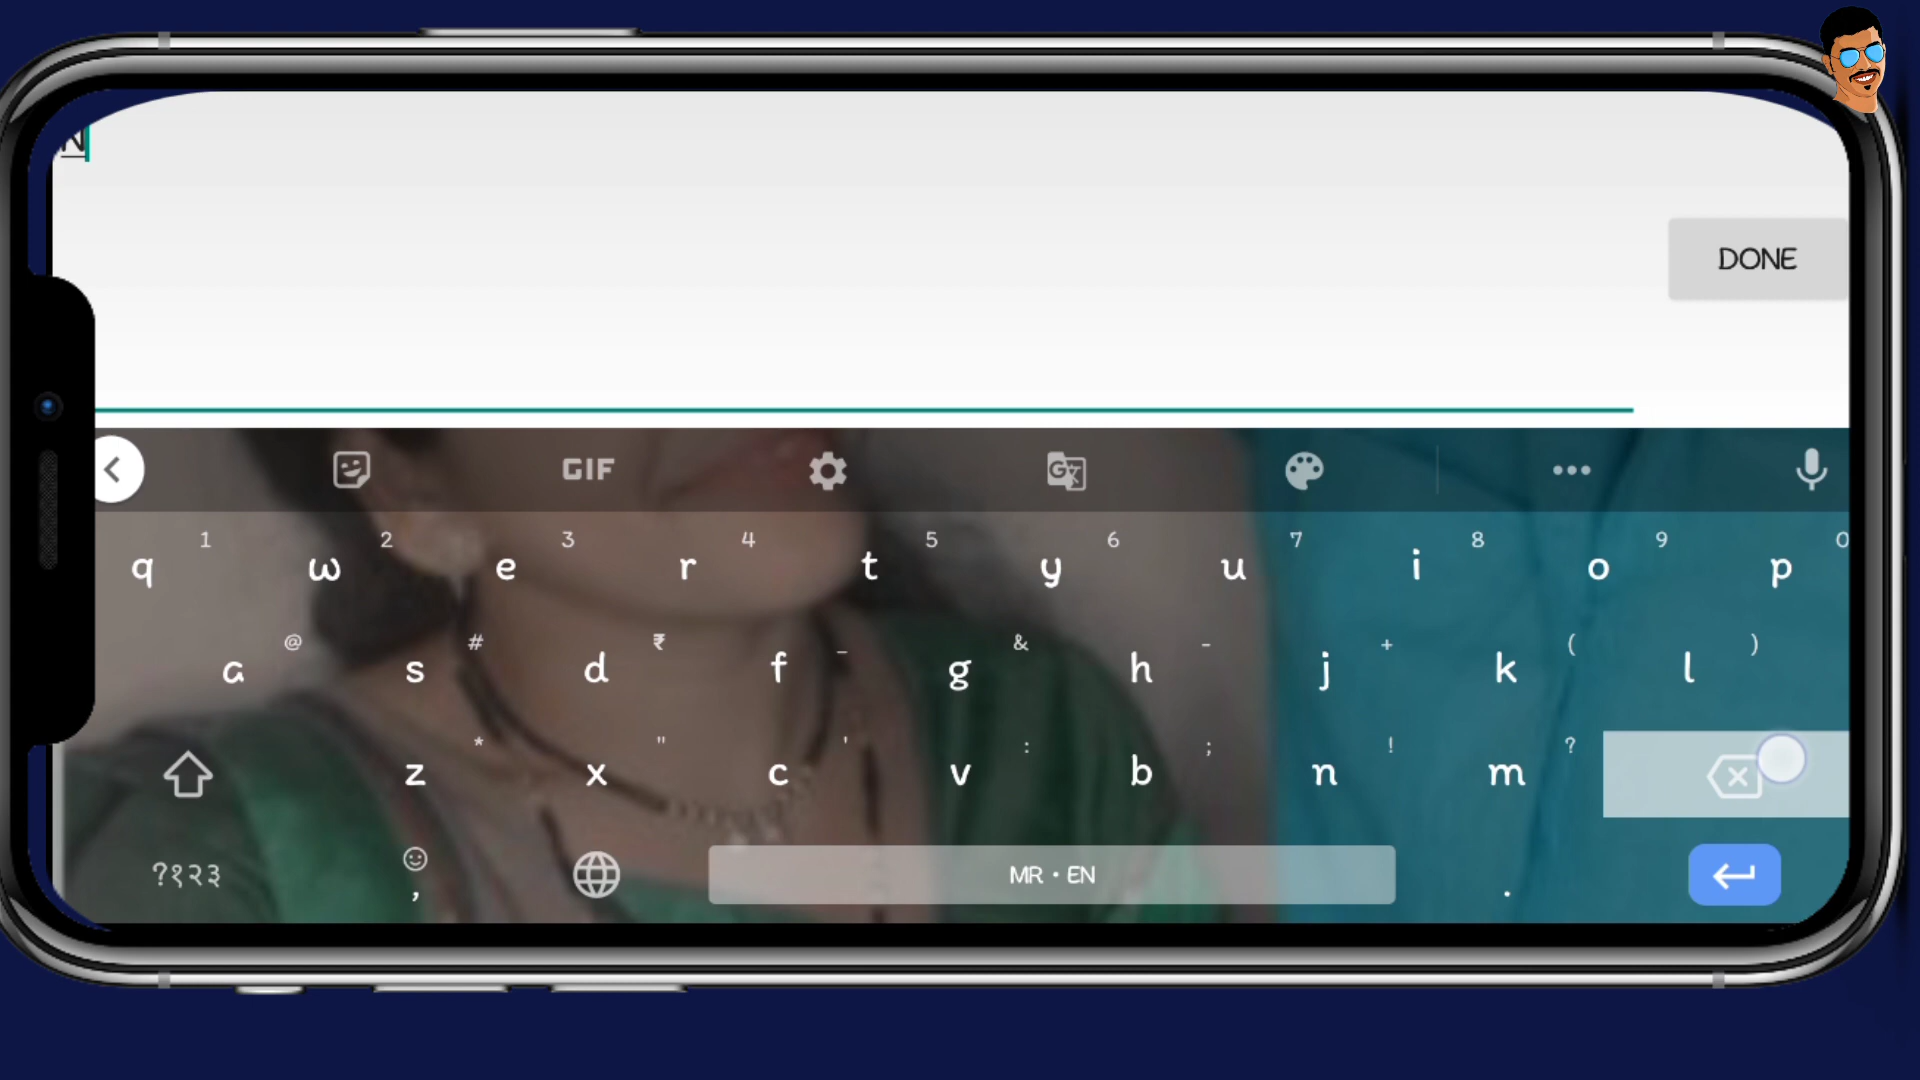 N
DONE
GIF
1 2 3 4 5 6 7 8 9 0
q w e r t y u i o p
@ # ₹ _ & - + ( )
a s d f g h j k l
* " ' : ; ! ?
z x c v b n m
?१२३ , MR • EN .